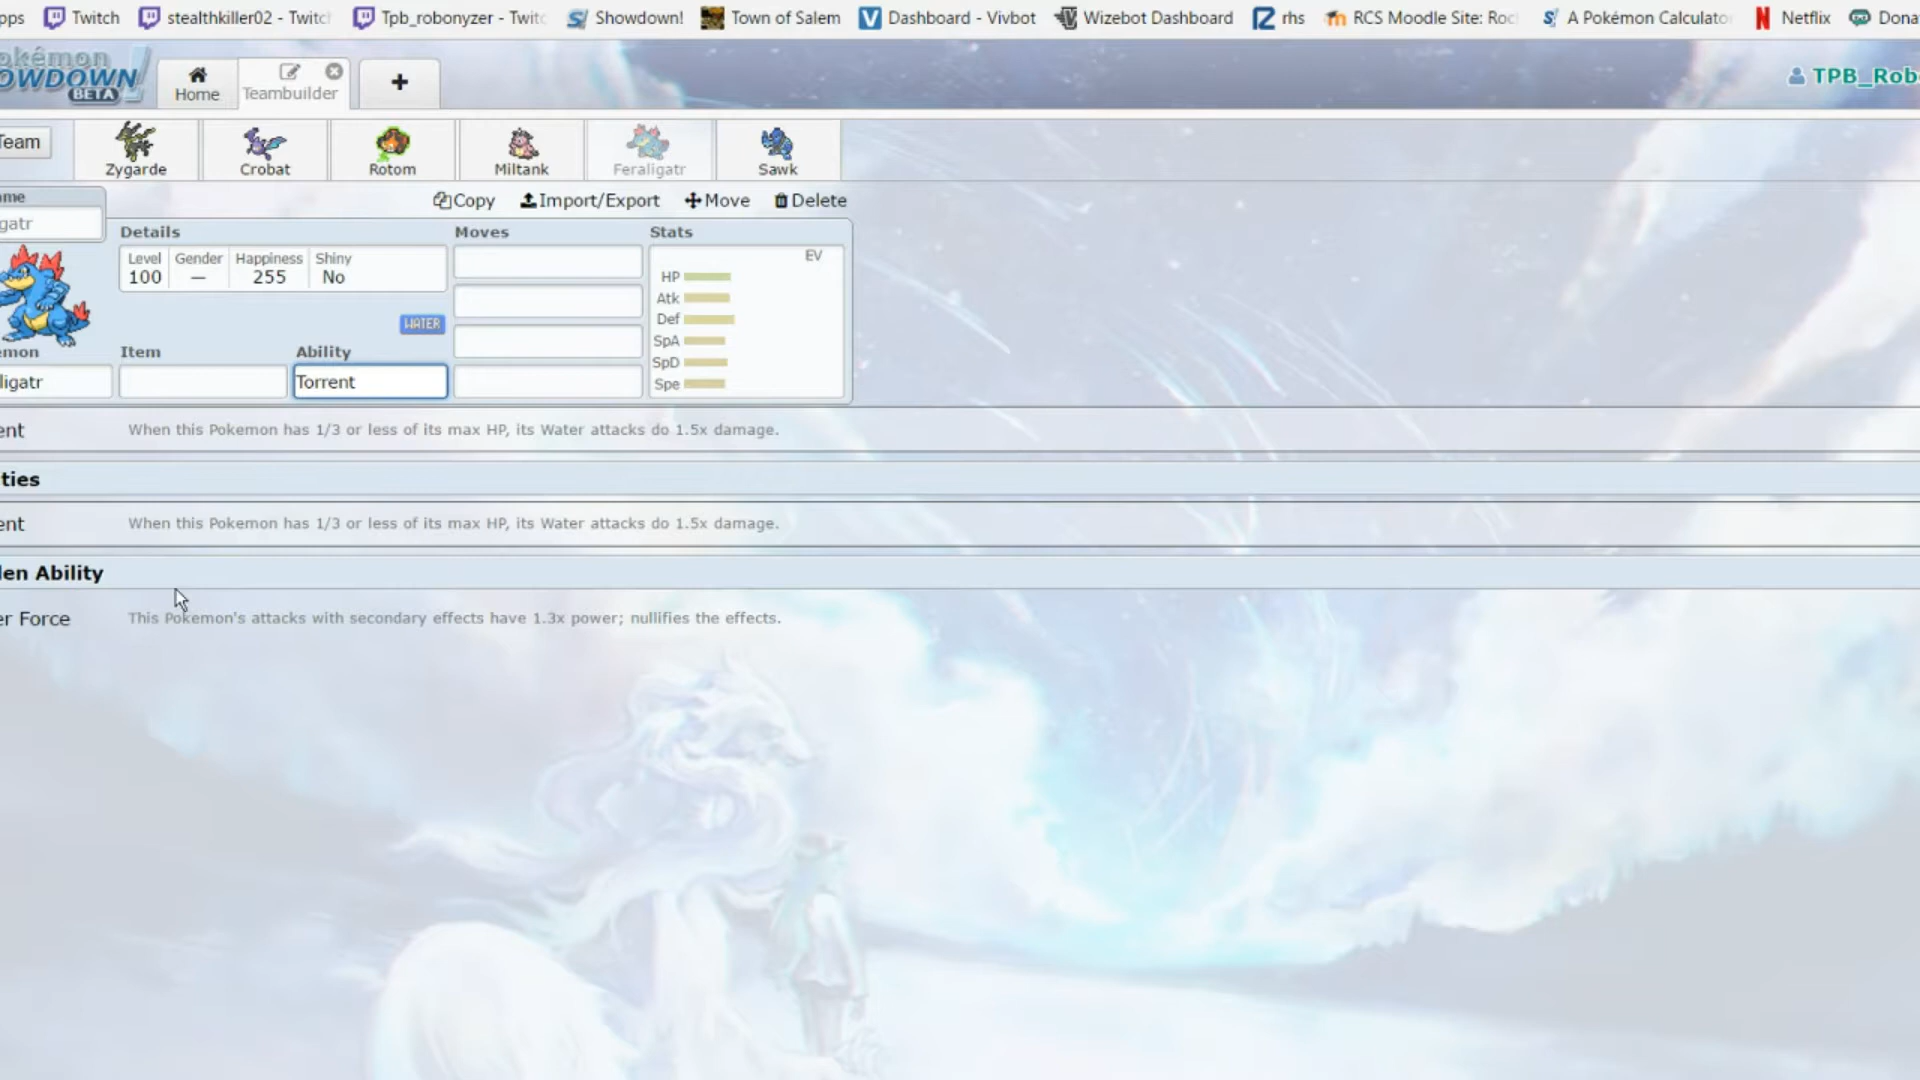 pps Twitch stealthkiller02 - Twitc Tpb_robonyzer - Twitc Showdown! Town of Salem Dashboard - Vivbot Wizebot Dashboard rhs RCS Moodle Site: Roc A Pokémon Calculato Netflix Dona
okémon
OWDOWN!
BETA
Home
Teambuilder
+
TPB_Rob
Team
Zygarde
Crobat
Rotom
Miltank
Feraligatr
Sawk
ame
Copy Import/Export Move Delete
igatr
Details Moves Stats
Level Gender Happiness Shiny
100 — 255 No
EV
HP
Atk
Def
SpA
SpD
Spe
WATER
emon Item Ability
ligatr Torrent
ent When this Pokemon has 1/3 or less of its max HP, its Water attacks do 1.5x damage.
ties
ent When this Pokemon has 1/3 or less of its max HP, its Water attacks do 1.5x damage.
len Ability
er Force This Pokemon's attacks with secondary effects have 1.3x power; nullifies the effects.